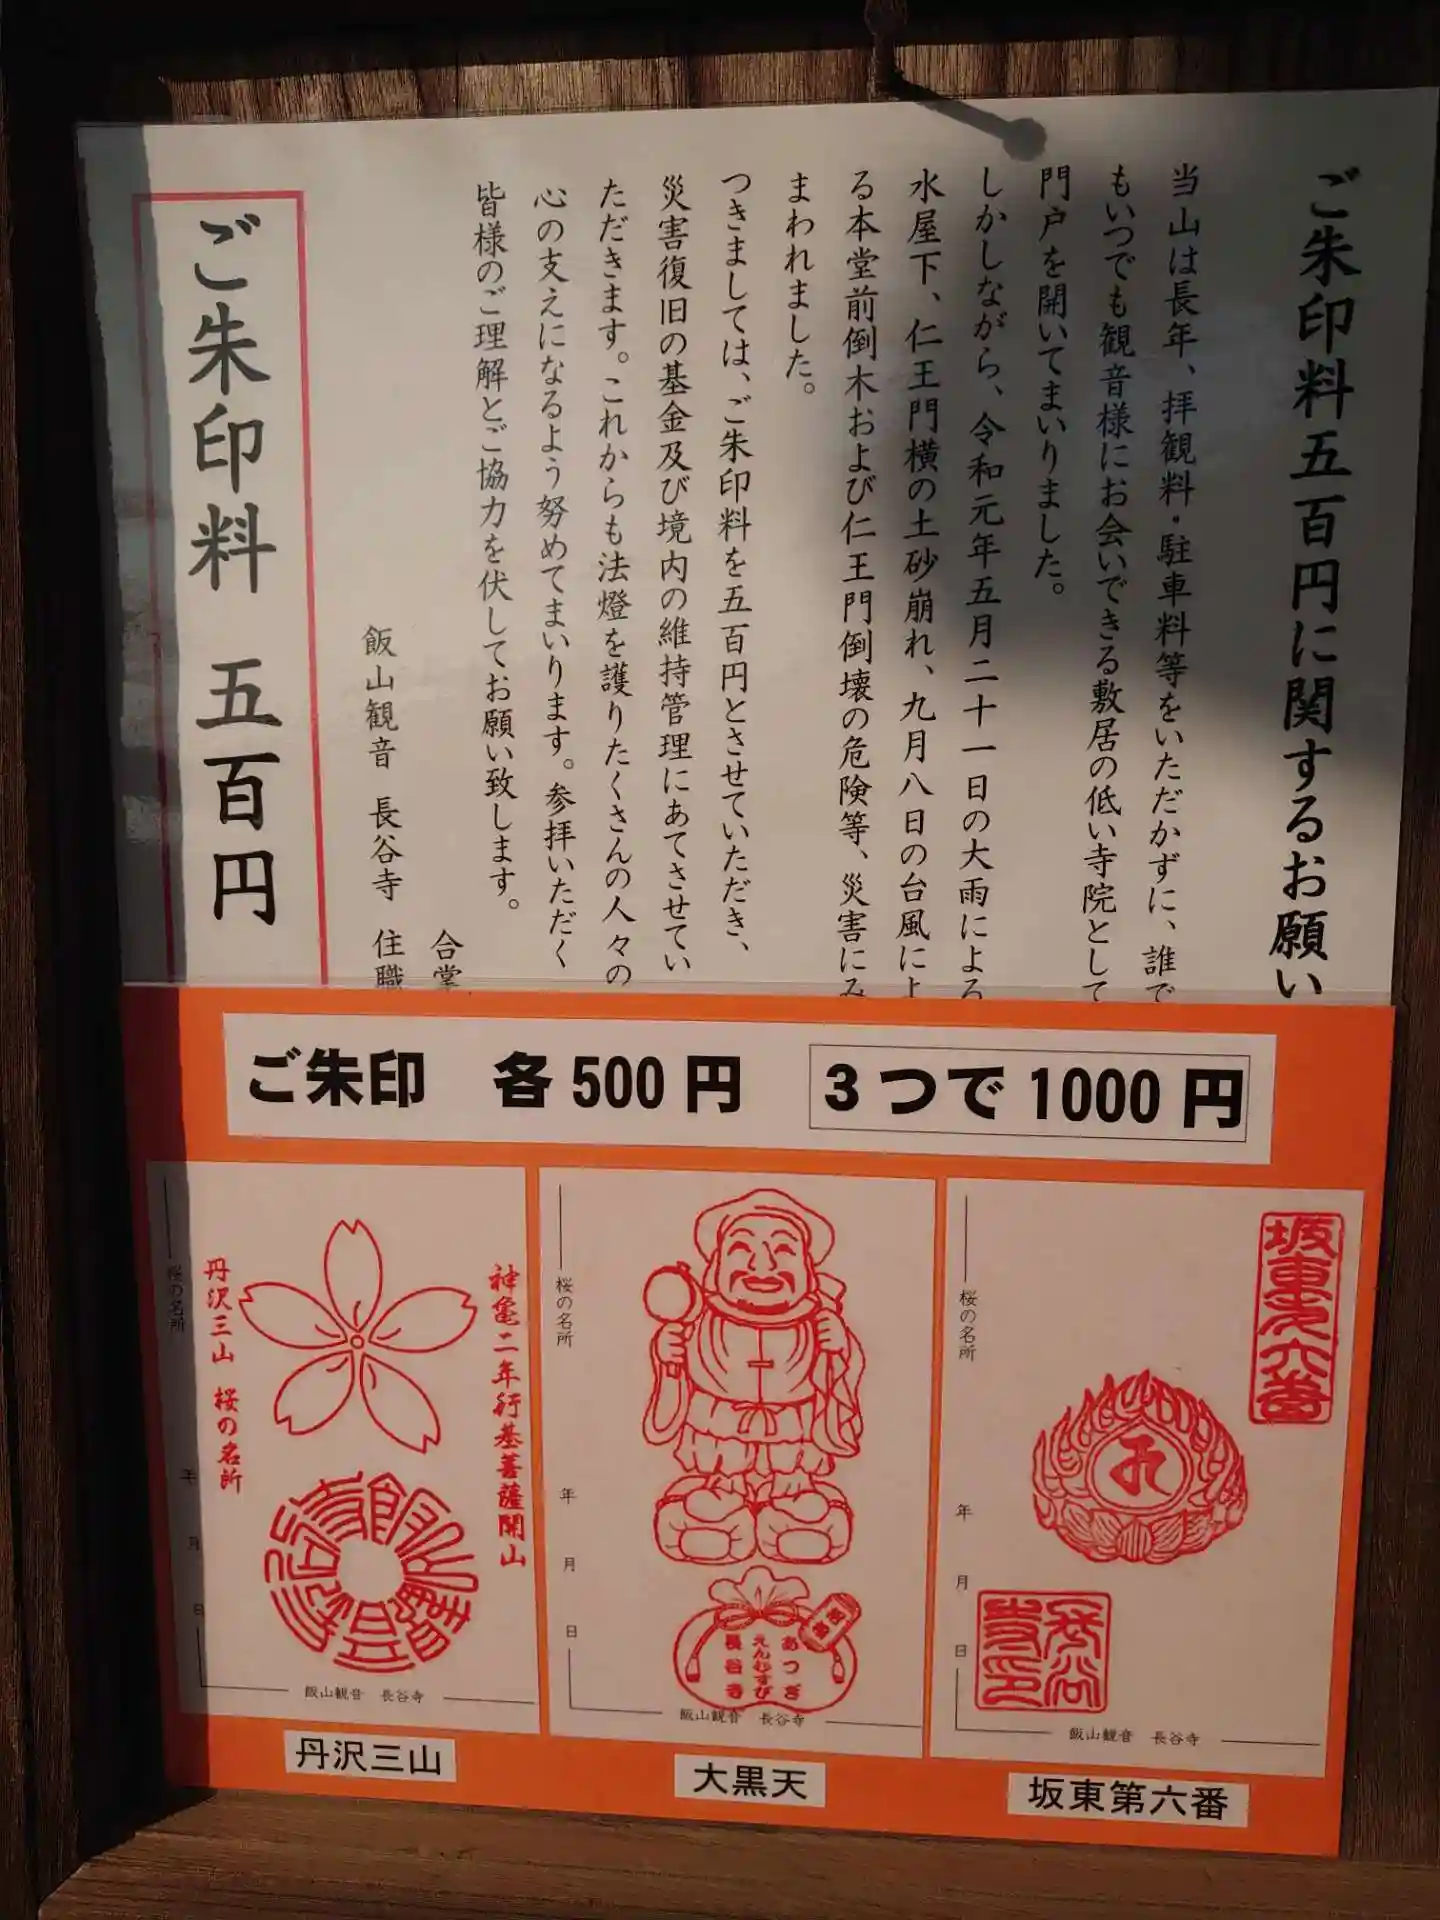 ご朱印料五百円に関するお願い
当山は長年、拝観料・駐車料等をいただかずに、誰で
もいつでも観音様にお会いできる敷居の低い寺院として
門戸を開いてまいりました。
しかしながら、令和元年五月二十一日の大雨による
水屋下、仁王門横の土砂崩れ、九月八日の台風によ
る本堂前倒木および仁王門倒壊の危険等、災害にみ
まわれました。
つきましては、ご朱印料を五百円とさせていただき、
災害復旧の基金及び境内の維持管理にあてさせてい
ただきます。これからも法燈を護りたくさんの人々の
心の支えになるよう努めてまいります。参拝いただく
皆様のご理解とご協力を伏してお願い致します。
合掌
飯山観音 長谷寺 住職
ご朱印料 五百円
ご朱印 各500円 3つで1000円
神亀二年行基菩薩開山
丹沢三山 桜の名所
桜の名所
年 月 日
飯山観音 長谷寺
丹沢三山
桜の名所
年 月 日
あつぎ
えんむすび
長谷寺
飯山観音 長谷寺
大黒天
坂東第六番
桜の名所
年 月 日
飯山観音 長谷寺
坂東第六番